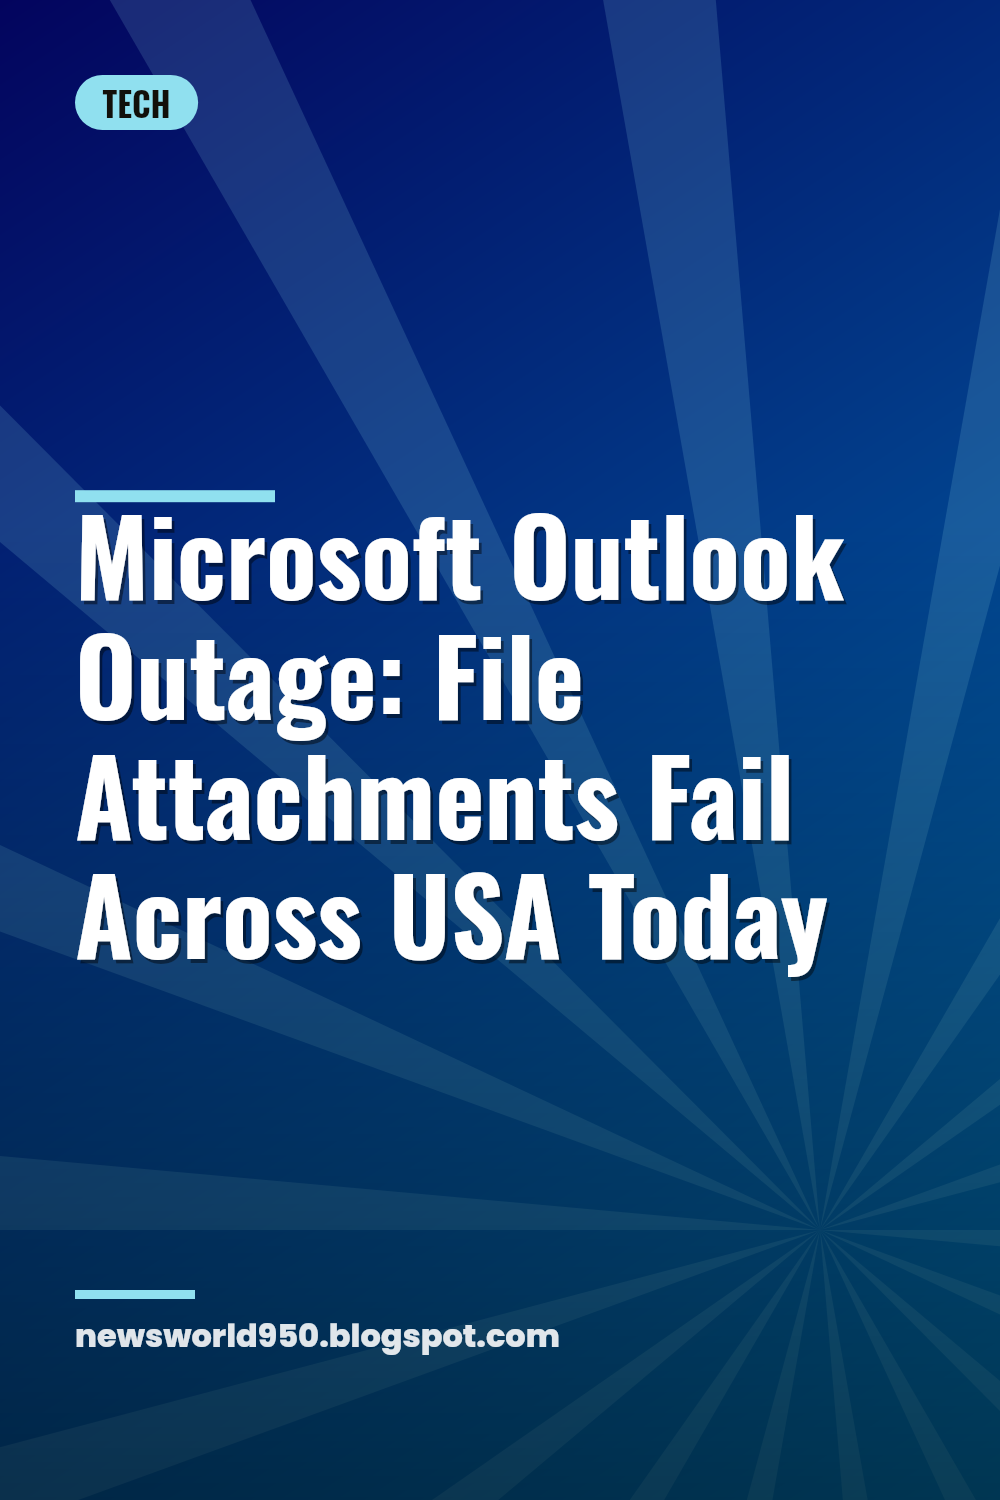 TECH
Microsoft Outlook
Outage: File
Attachments Fail
Across USA Today
newsworld950.blogspot.com